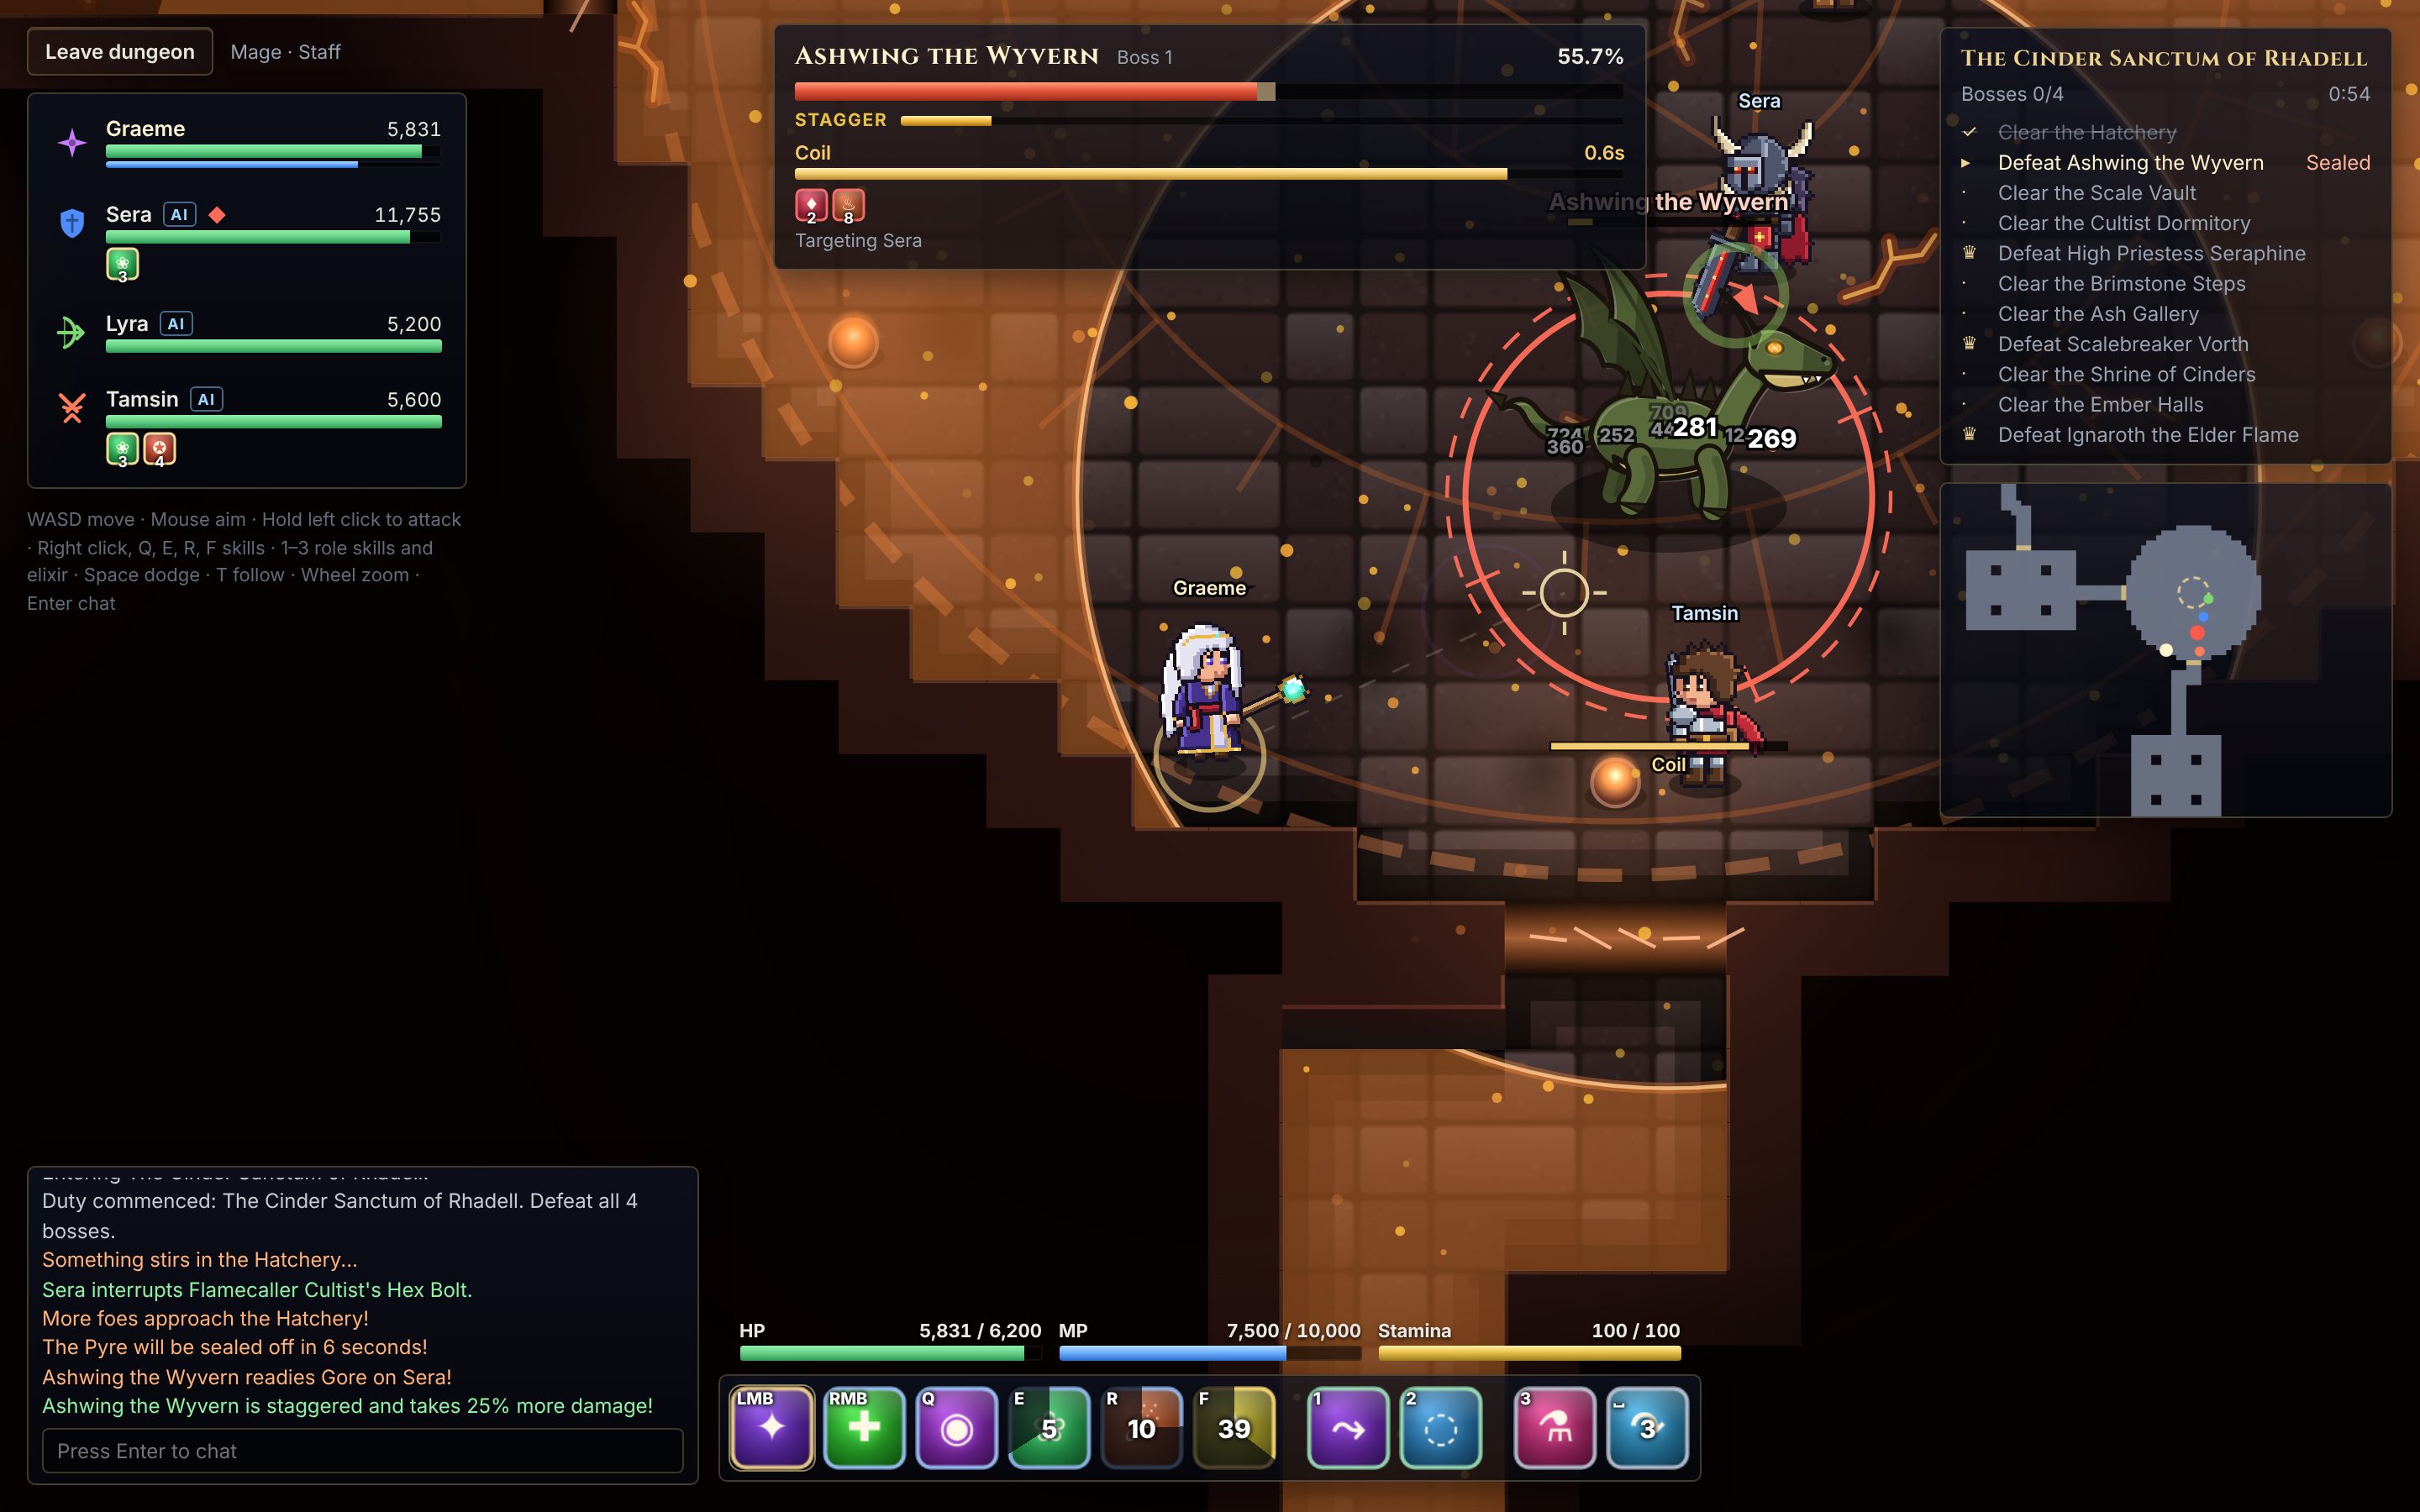 Leave dungeon
Mage · Staff
Graeme 5,831
Sera AI 11,755
3
Lyra AI 5,200
Tamsin AI 5,600
3 4
WASD move · Mouse aim · Hold left click to attack
· Right click, Q, E, R, F skills · 1–3 role skills and
elixir · Space dodge · T follow · Wheel zoom ·
Enter chat
Ashwing the Wyvern Boss 1 55.7%
STAGGER
Coil 0.6s
2 8
Targeting Sera
Sera
Ashwing the Wyvern
724
360
252
709
44
281
12
269
Graeme
Tamsin
Coil
The Cinder Sanctum of Rhadell
Bosses 0/4 0:54
Clear the Hatchery
Defeat Ashwing the Wyvern Sealed
Clear the Scale Vault
Clear the Cultist Dormitory
Defeat High Priestess Seraphine
Clear the Brimstone Steps
Clear the Ash Gallery
Defeat Scalebreaker Vorth
Clear the Shrine of Cinders
Clear the Ember Halls
Defeat Ignaroth the Elder Flame
Entering The Cinder Sanctum of Rhadell.
Duty commenced: The Cinder Sanctum of Rhadell. Defeat all 4
bosses.
Something stirs in the Hatchery...
Sera interrupts Flamecaller Cultist's Hex Bolt.
More foes approach the Hatchery!
The Pyre will be sealed off in 6 seconds!
Ashwing the Wyvern readies Gore on Sera!
Ashwing the Wyvern is staggered and takes 25% more damage!
Press Enter to chat
HP 5,831 / 6,200 MP 7,500 / 10,000 Stamina 100 / 100
LMB RMB Q E 5 R 10 F 39 1 2 3 3